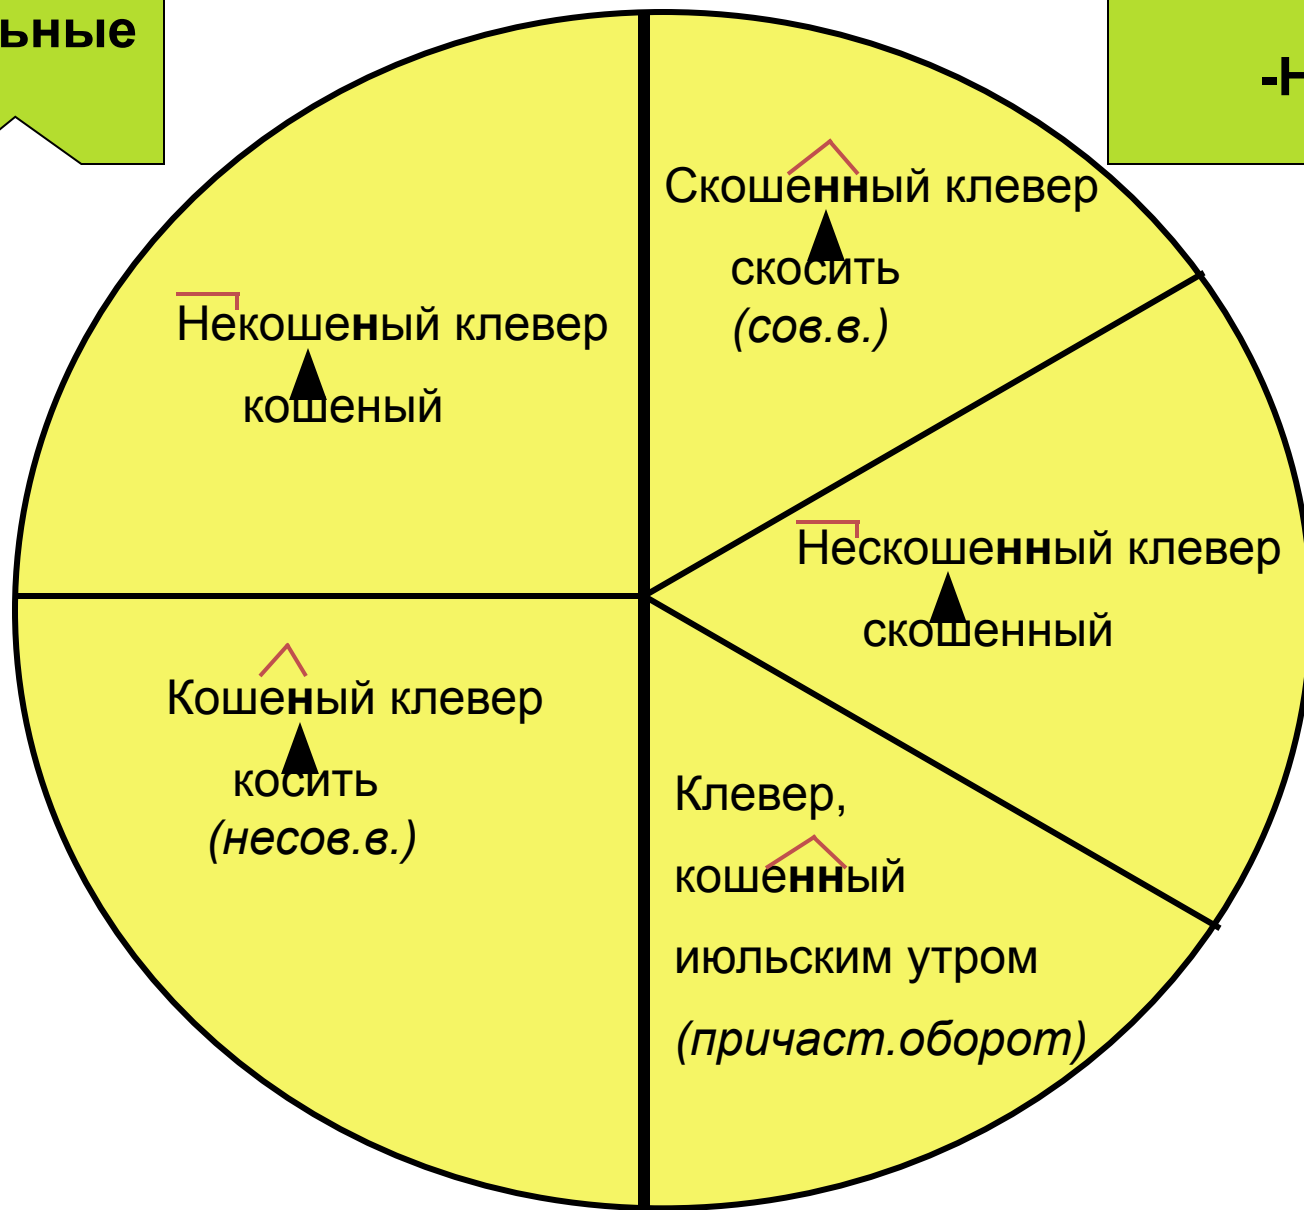 ьные
-Н
Некошеный клевер
кошеный
Кошеный клевер
косить
(несов.в.)
Скошенный клевер
скосить
(сов.в.)
Нескошенный клевер
скошенный
Клевер,
кошенный
июльским утром
(причаст.оборот)